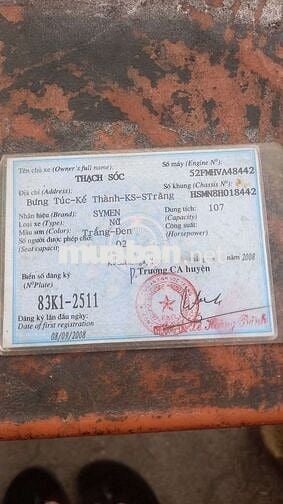 Tên chủ xe (Owner's full name):
THẠCH SÓC
Số máy (Engine N°):
52FMHVA48442
Địa chỉ (Address):
Bưng Túc-Kế Thành-KS-STrăng
Số khung (Chassis N°)
HSMN8H018442
Nhãn hiệu (Brand): SYMEN
Dung tích: 107
(Capacity)
Loại xe (Type): Nữ
Màu sơn (Color): Trắng-Đen
Công suất:
(Horsepower)
Số người được phép chở: 02
(Seat capacity)
2008
Biển số đăng ký
(N°Plate)
P. Trưởng CA huyện
83K1-2511
Đăng ký lần đầu ngày:
Date of first registration
08/09/2008
muaban.net